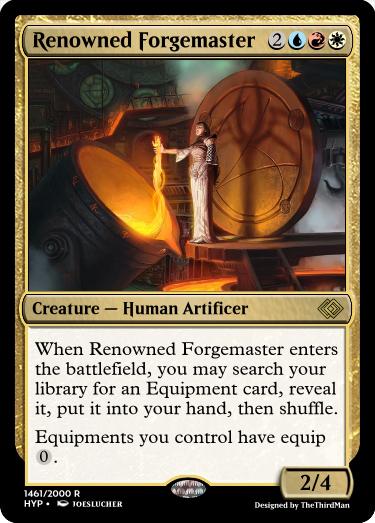 Renowned Forgemaster 2
Creature — Human Artificer
When Renowned Forgemaster enters
the battlefield, you may search your
library for an Equipment card, reveal
it, put it into your hand, then shuffle.
Equipments you control have equip
0 .
2/4
1461/2000 R
HYP • JOESLUCHER
Designed by TheThirdMan